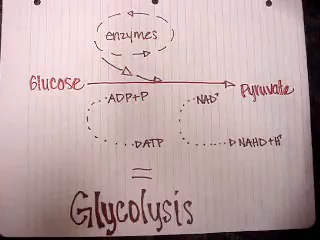 enzymes
Glucose
Pyruvate
ADP+P
NAD⁺
ATP
NAHD+H⁺
=
Glycolysis